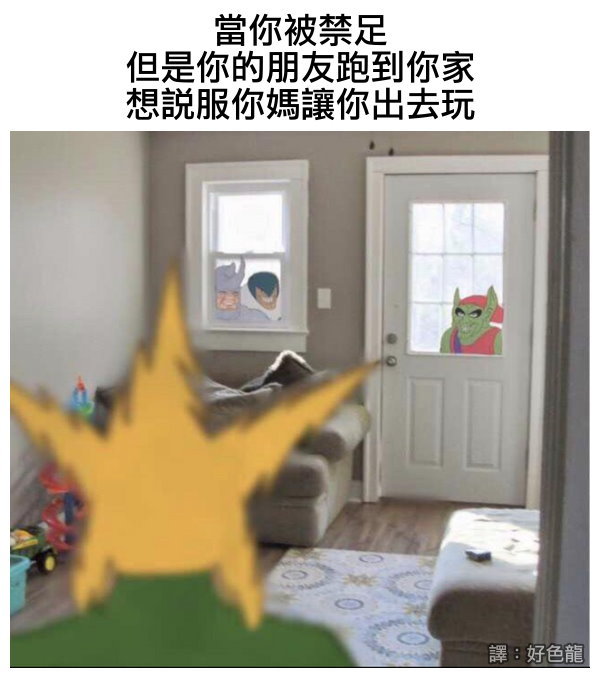 當你被禁足
但是你的朋友跑到你家
想説服你媽讓你出去玩
譯：好色龍